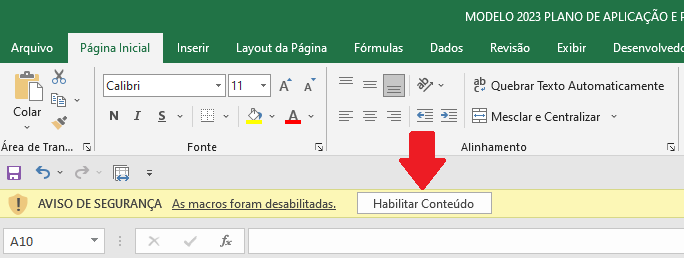 MODELO 2023 PLANO DE APLICAÇÃO E
Arquivo Página Inicial Inserir Layout da Página Fórmulas Dados Revisão Exibir Desenvolvedo
Calibri 11 A A ab c Quebrar Texto Automaticamente
Colar N I S A Mesclar e Centralizar
Área de Tran... Fonte Alinhamento
AVISO DE SEGURANÇA As macros foram desabilitadas. Habilitar Conteúdo
A10 fx